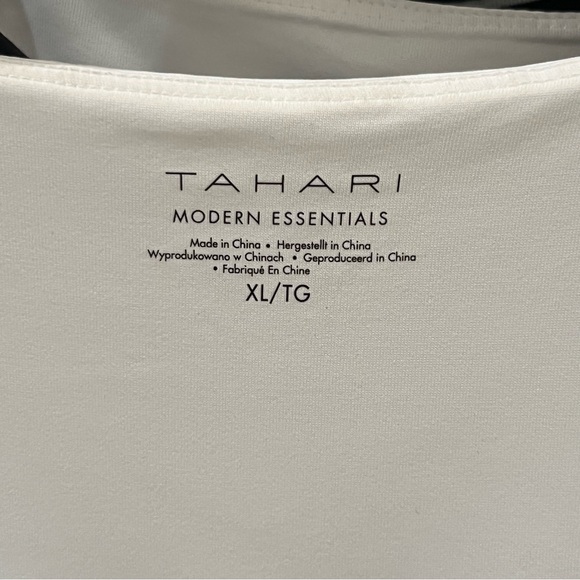 TAHARI
MODERN ESSENTIALS
Made in China • Hergestellt in China
Wyprodukowano w Chinach • Geproduceerd in China
• Fabriqué En Chine
XL/TG